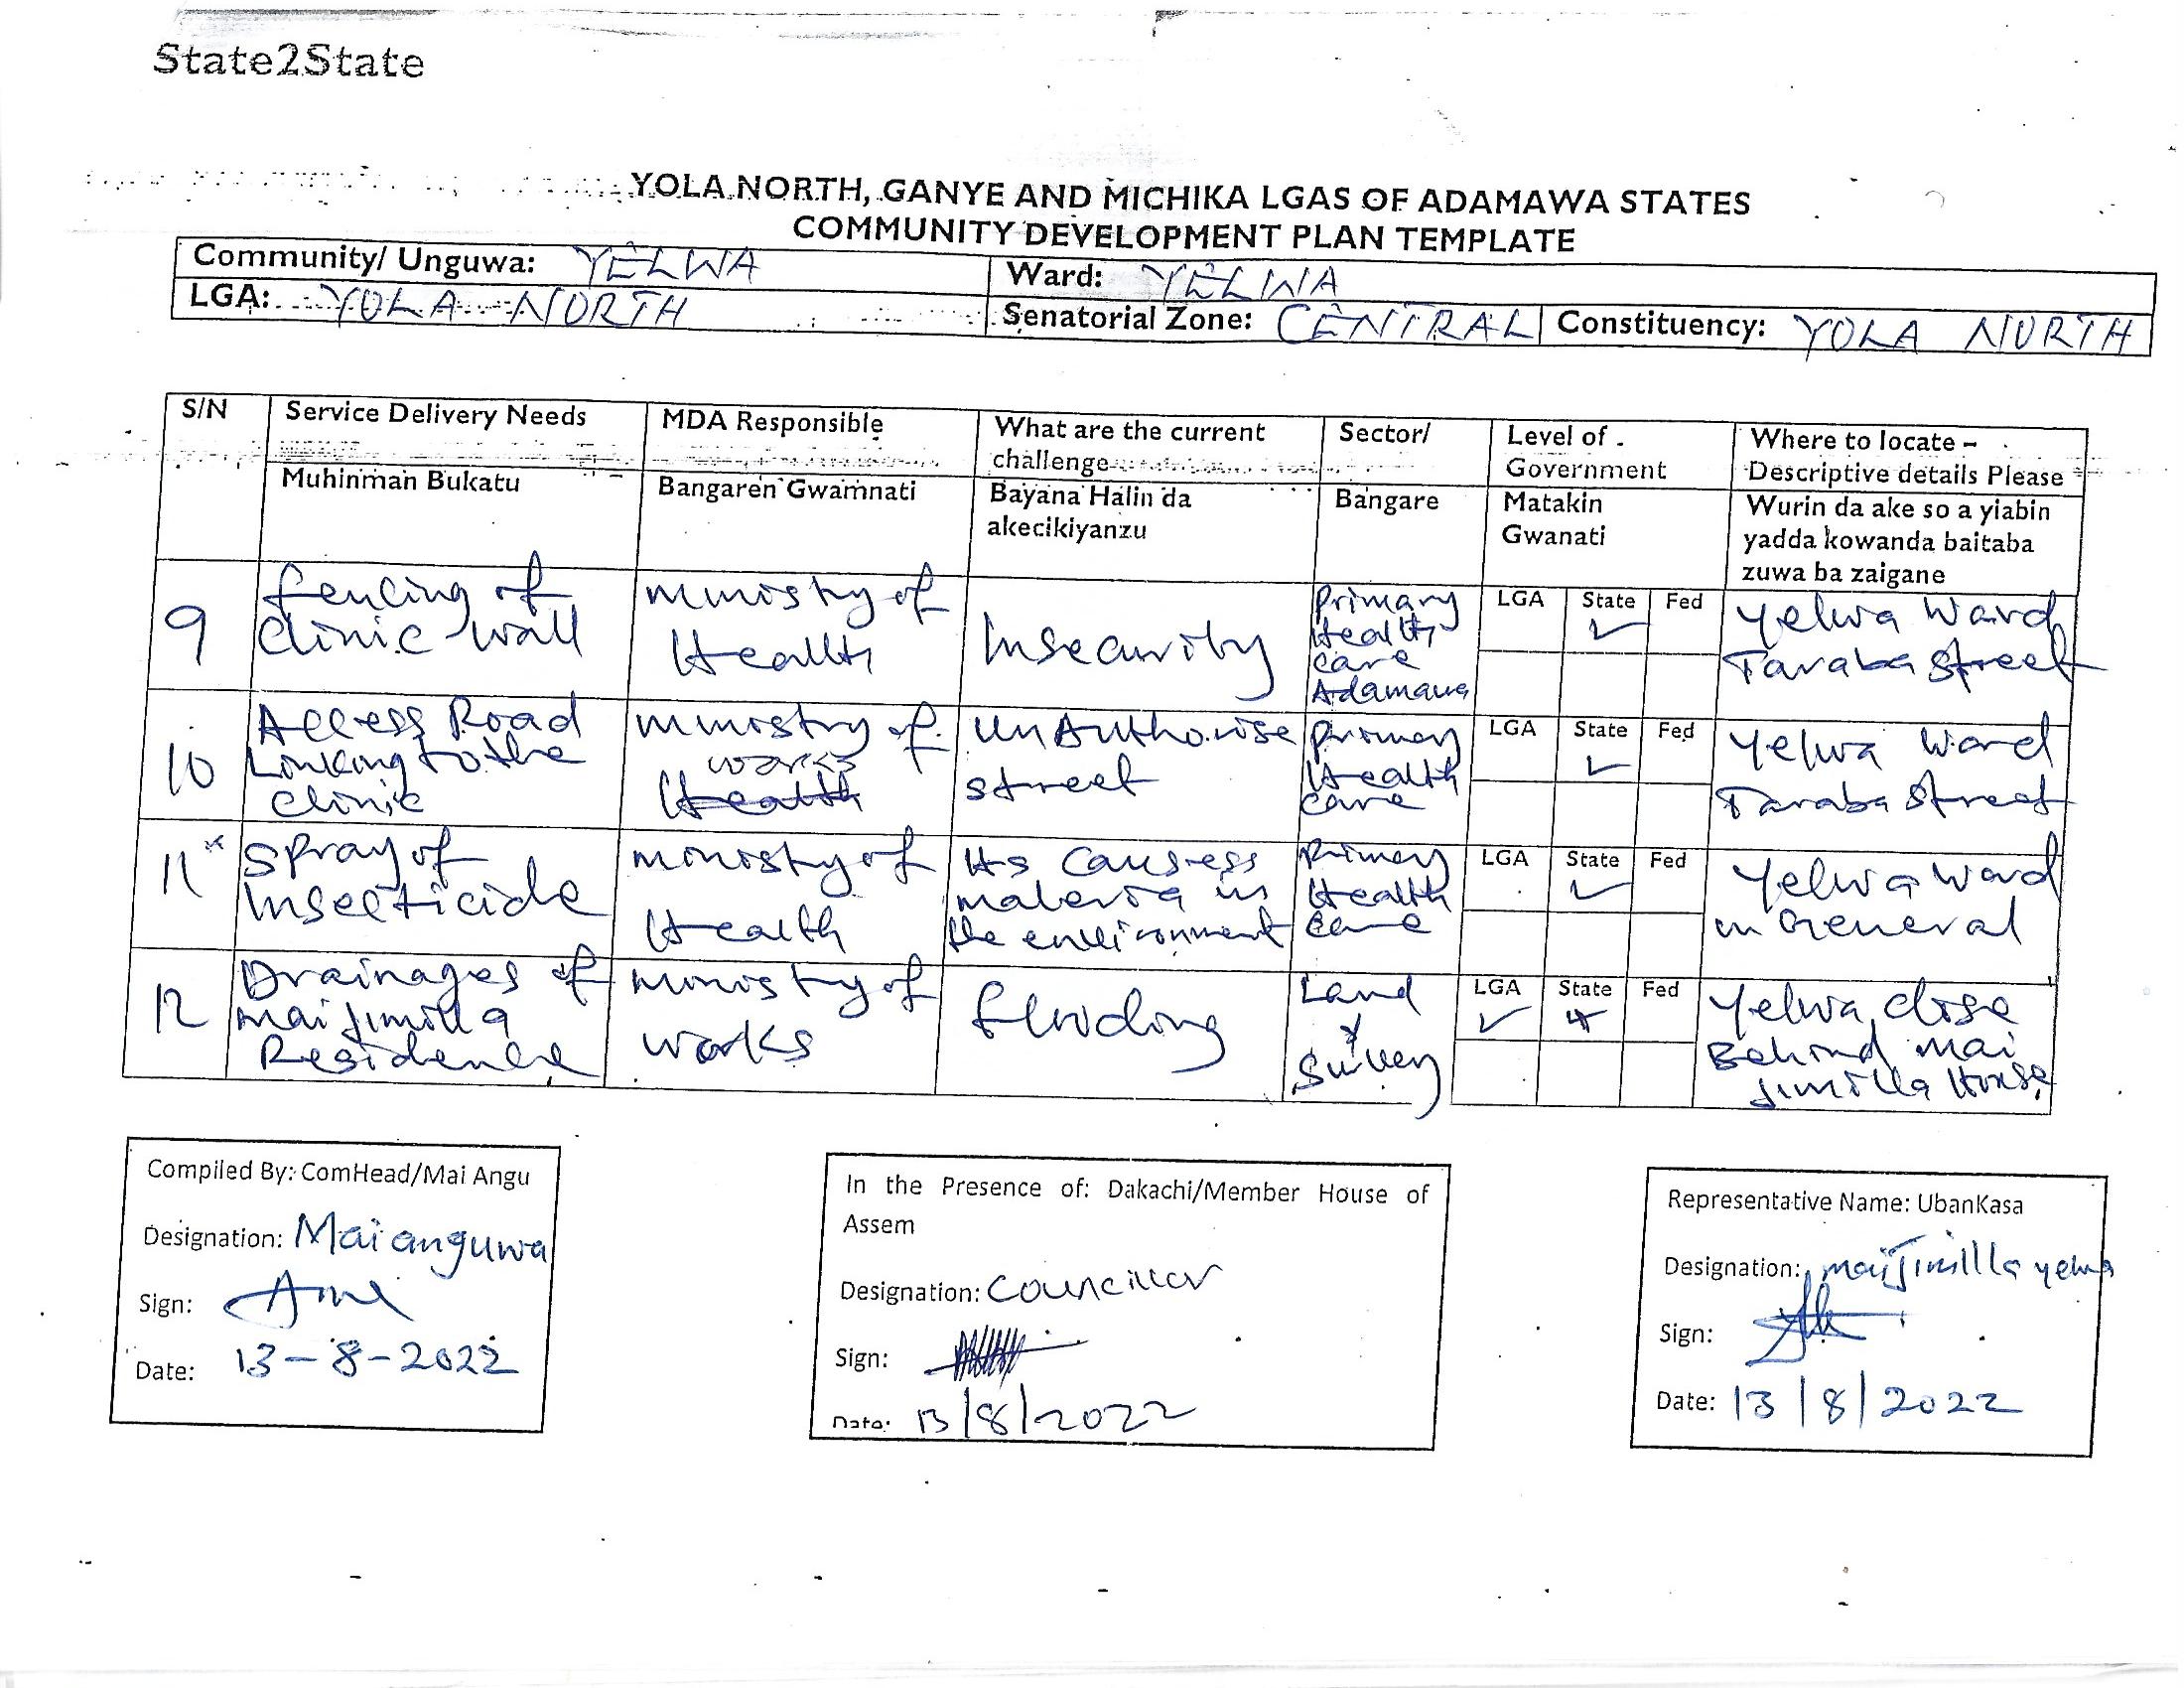 State2State
YOLA NORTH, GANYE AND MICHIKA LGAS OF ADAMAWA STATES
COMMUNITY DEVELOPMENT PLAN TEMPLATE
Community/ Unguwa: YELWA Ward: YELWA
LGA: YOLA NORTH Senatorial Zone: CENTRAL Constituency: YOLA NORTH
S/N
Service Delivery Needs
Muhinman Bukatu
MDA Responsible
Bangaren Gwamnati
What are the current
challenge
Bayana Halin da
akecikiyanzu
Sector/
Bangare
Level of
Government
Matakin
Gwanati
Where to locate –
Descriptive details Please
Wurin da ake so a yiabin
yadda kowanda baitaba
zuwa ba zaigane
9
fencing of
clinic wall
ministry of
Health
Insecurity
Primary
Health
care
Adamawa
LGA State ✓ Fed
Yelwa Ward
Taraba street
10
Access Road
Linking to the
clinic
ministry of
works
Health
UnAuthorise
street
Primary
Health
care
LGA State ✓ Fed
Yelwa Ward
Taraba Street
11
Spray of
Insecticide
ministry of
Health
Its Causess
malaria in
the environment
Primary
Health
care
LGA State ✓ Fed
Yelwa Ward
in General
12
Drainages of
mai Jimilla
Residence
ministry of
works
flooding
Land
&
Survey
LGA ✓ State Fed
Yelwa, close
Behind mai
Jimilla House
Compiled By: ComHead/Mai Angu
Designation: Mai anguwa
Sign:
Date: 13-8-2022
In the Presence of: Dakachi/Member House of
Assem
Designation: Councillor
Sign:
Date: 13/8/2022
Representative Name: UbanKasa
Designation: mai Jimilla yelwa
Sign:
Date: 13/8/2022